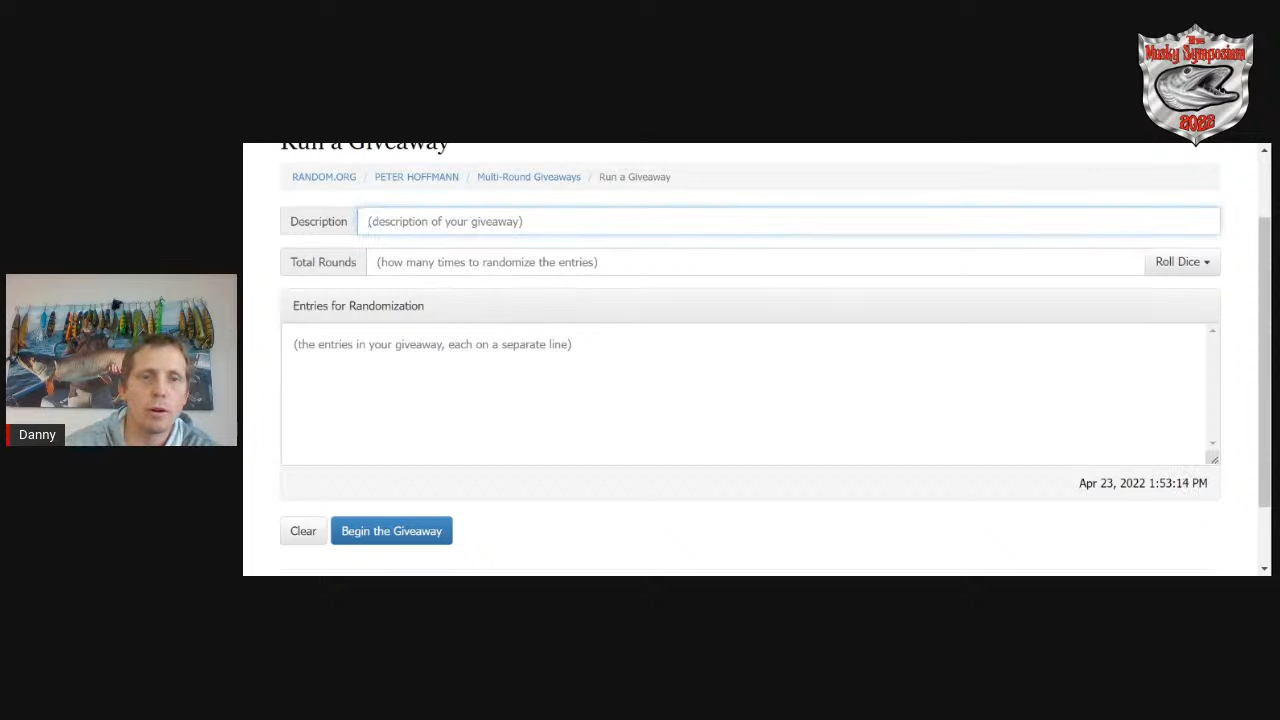 The
Musky Symposium
2022
Run a Giveaway
RANDOM.ORG / PETER HOFFMANN / Multi-Round Giveaways / Run a Giveaway
Description (description of your giveaway)
Total Rounds (how many times to randomize the entries) Roll Dice
Entries for Randomization
(the entries in your giveaway, each on a separate line)
Danny
Apr 23, 2022 1:53:14 PM
Clear Begin the Giveaway